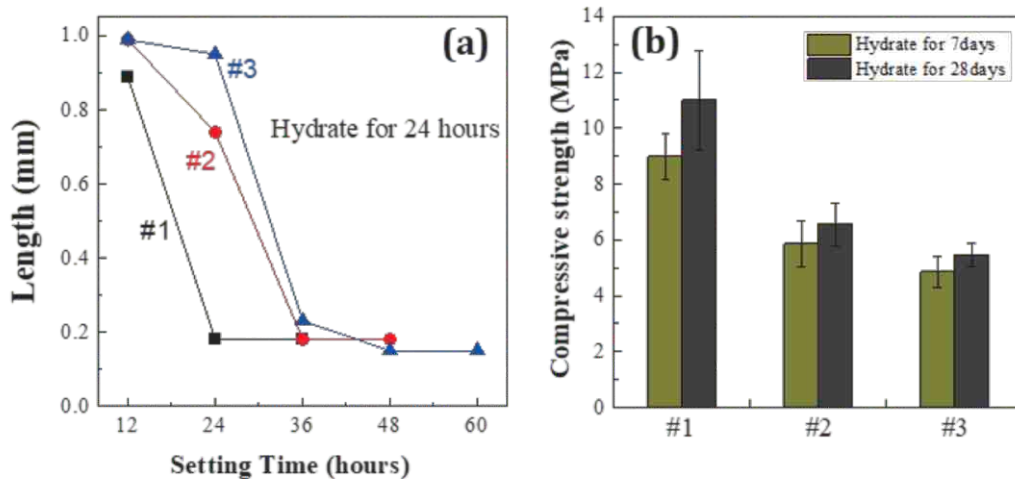 (a)
1.0
0.8
0.6
0.4
0.2
0.0
Length (mm)
#3
#2
#1
Hydrate for 24 hours
12 24 36 48 60
Setting Time (hours)
(b)
14
12
10
8
6
4
2
0
Compressive strength (MPa)
Hydrate for 7days
Hydrate for 28days
#1 #2 #3